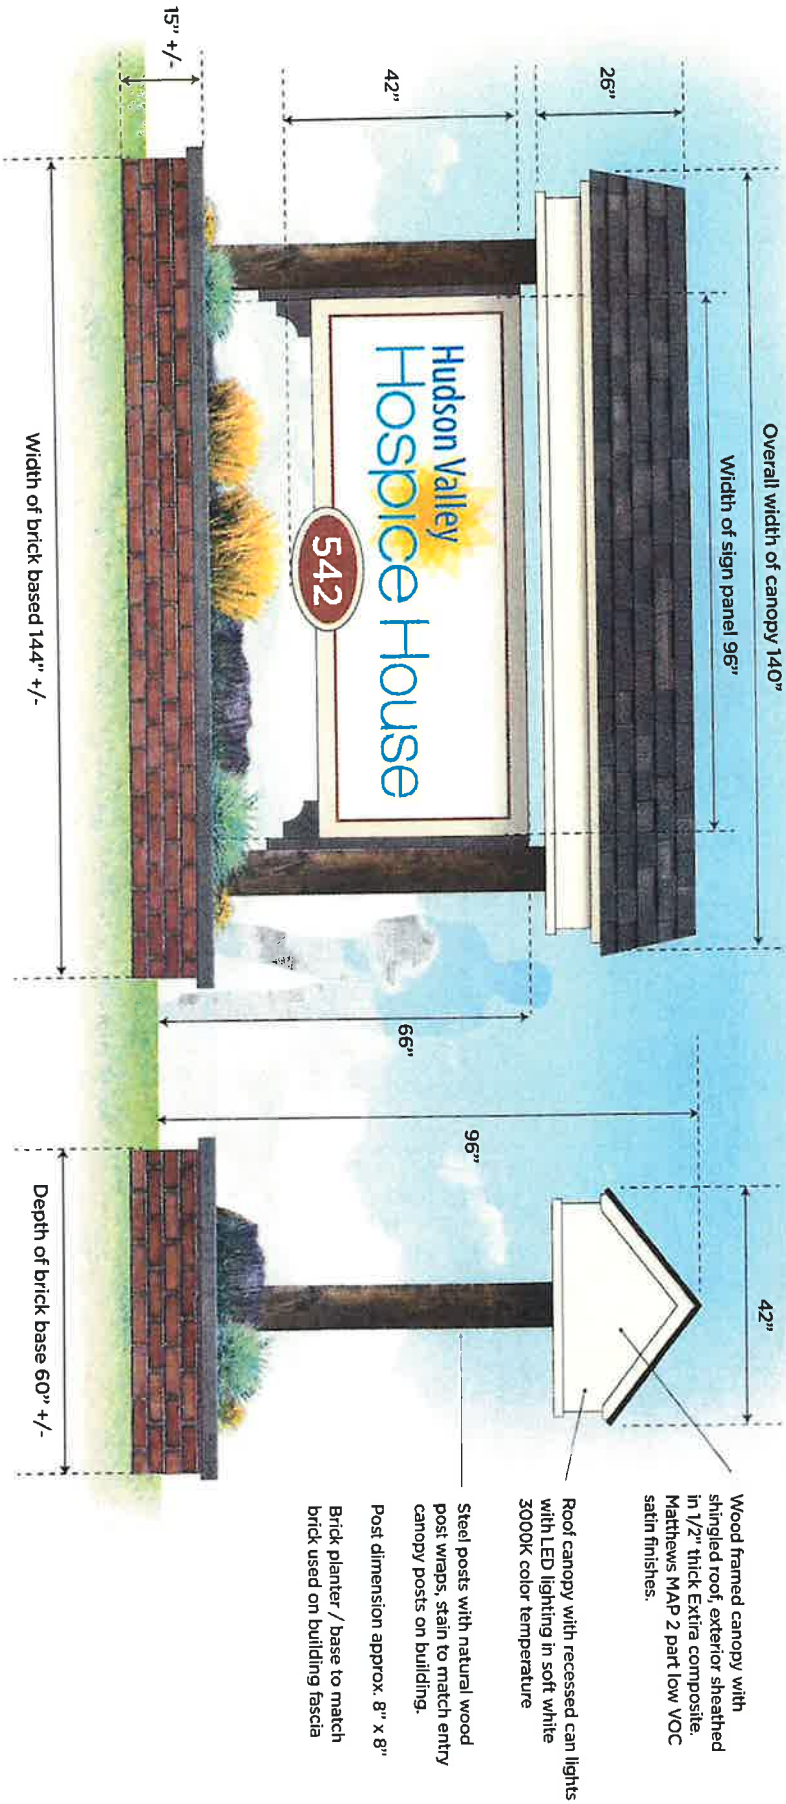 Overall width of canopy 140"
Width of sign panel 96"
26"
42"
15" +/-
Hudson Valley
Hospice House
542
Width of brick based 144" +/-
66"
96"
42"
Depth of brick base 60" +/-
Wood framed canopy with
shingled roof, exterior sheathed
in 1/2" thick Extira composite.
Matthews MAP 2 part low VOC
satin finishes.
Roof canopy with recessed can lights
with LED lighting in soft white
3000K color temperature
Steel posts with natural wood
post wraps, stain to match entry
canopy posts on building.
Post dimension approx. 8" x 8"
Brick planter / base to match
brick used on building fascia